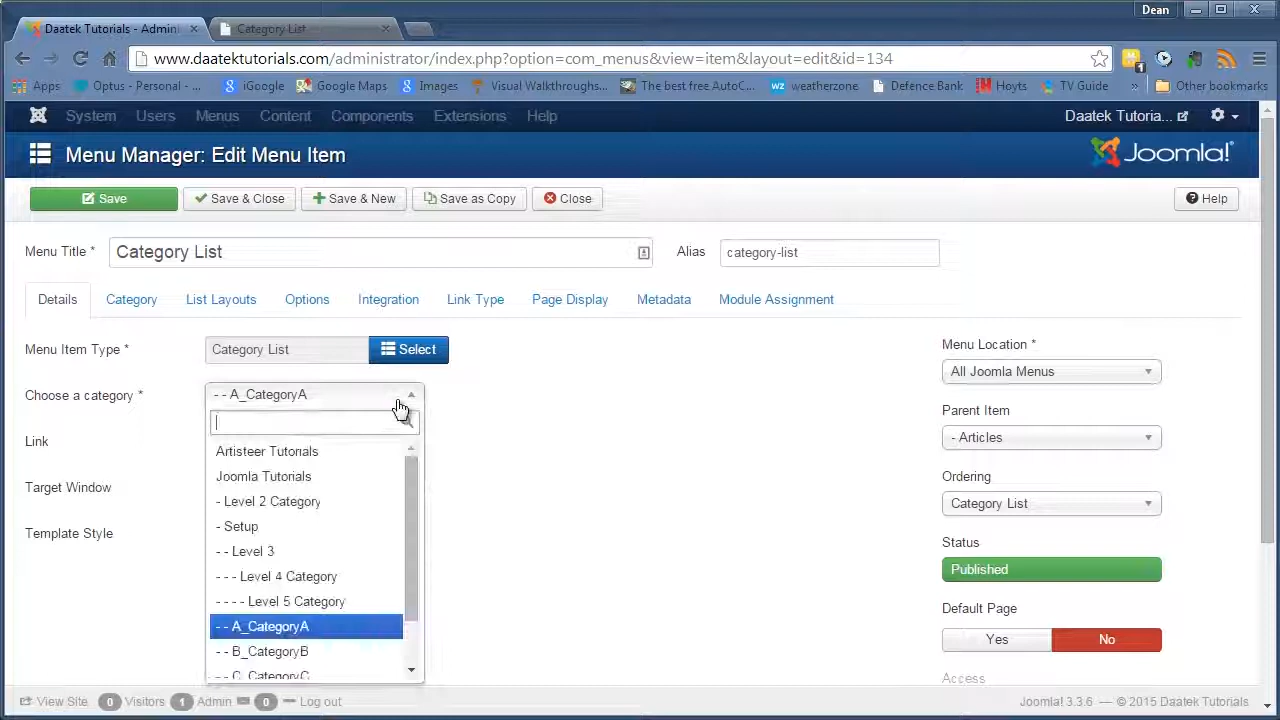 Dean
Daatek Tutorials - Admini
Category List
www.daatektutorials.com/administrator/index.php?option=com_menus&view=item&layout=edit&id=134
1
Apps
Optus - Personal - ...
iGoogle
Google Maps
Images
Visual Walkthroughs...
The best free AutoC...
wz weatherzone
Defence Bank
Hoyts
TV Guide
»
Other bookmarks
System Users Menus Content Components Extensions Help
Daatek Tutoria...
Menu Manager: Edit Menu Item
Joomla!
Save
Save & Close
Save & New
Save as Copy
Close
Help
Menu Title * Category List
Alias category-list
Details Category List Layouts Options Integration Link Type Page Display Metadata Module Assignment
Menu Item Type * Category List Select
Choose a category * - - A_CategoryA
Link
Target Window
Template Style
Artisteer Tutorials
Joomla Tutorials
- Level 2 Category
- Setup
- - Level 3
- - - Level 4 Category
- - - - Level 5 Category
- - A_CategoryA
- - B_CategoryB
- - C_CategoryC
Menu Location *
All Joomla Menus
Parent Item
- Articles
Ordering
Category List
Status
Published
Default Page
Yes No
Access
View Site 0 Visitors 1 Admin 0 Log out
Joomla! 3.3.6 — © 2015 Daatek Tutorials